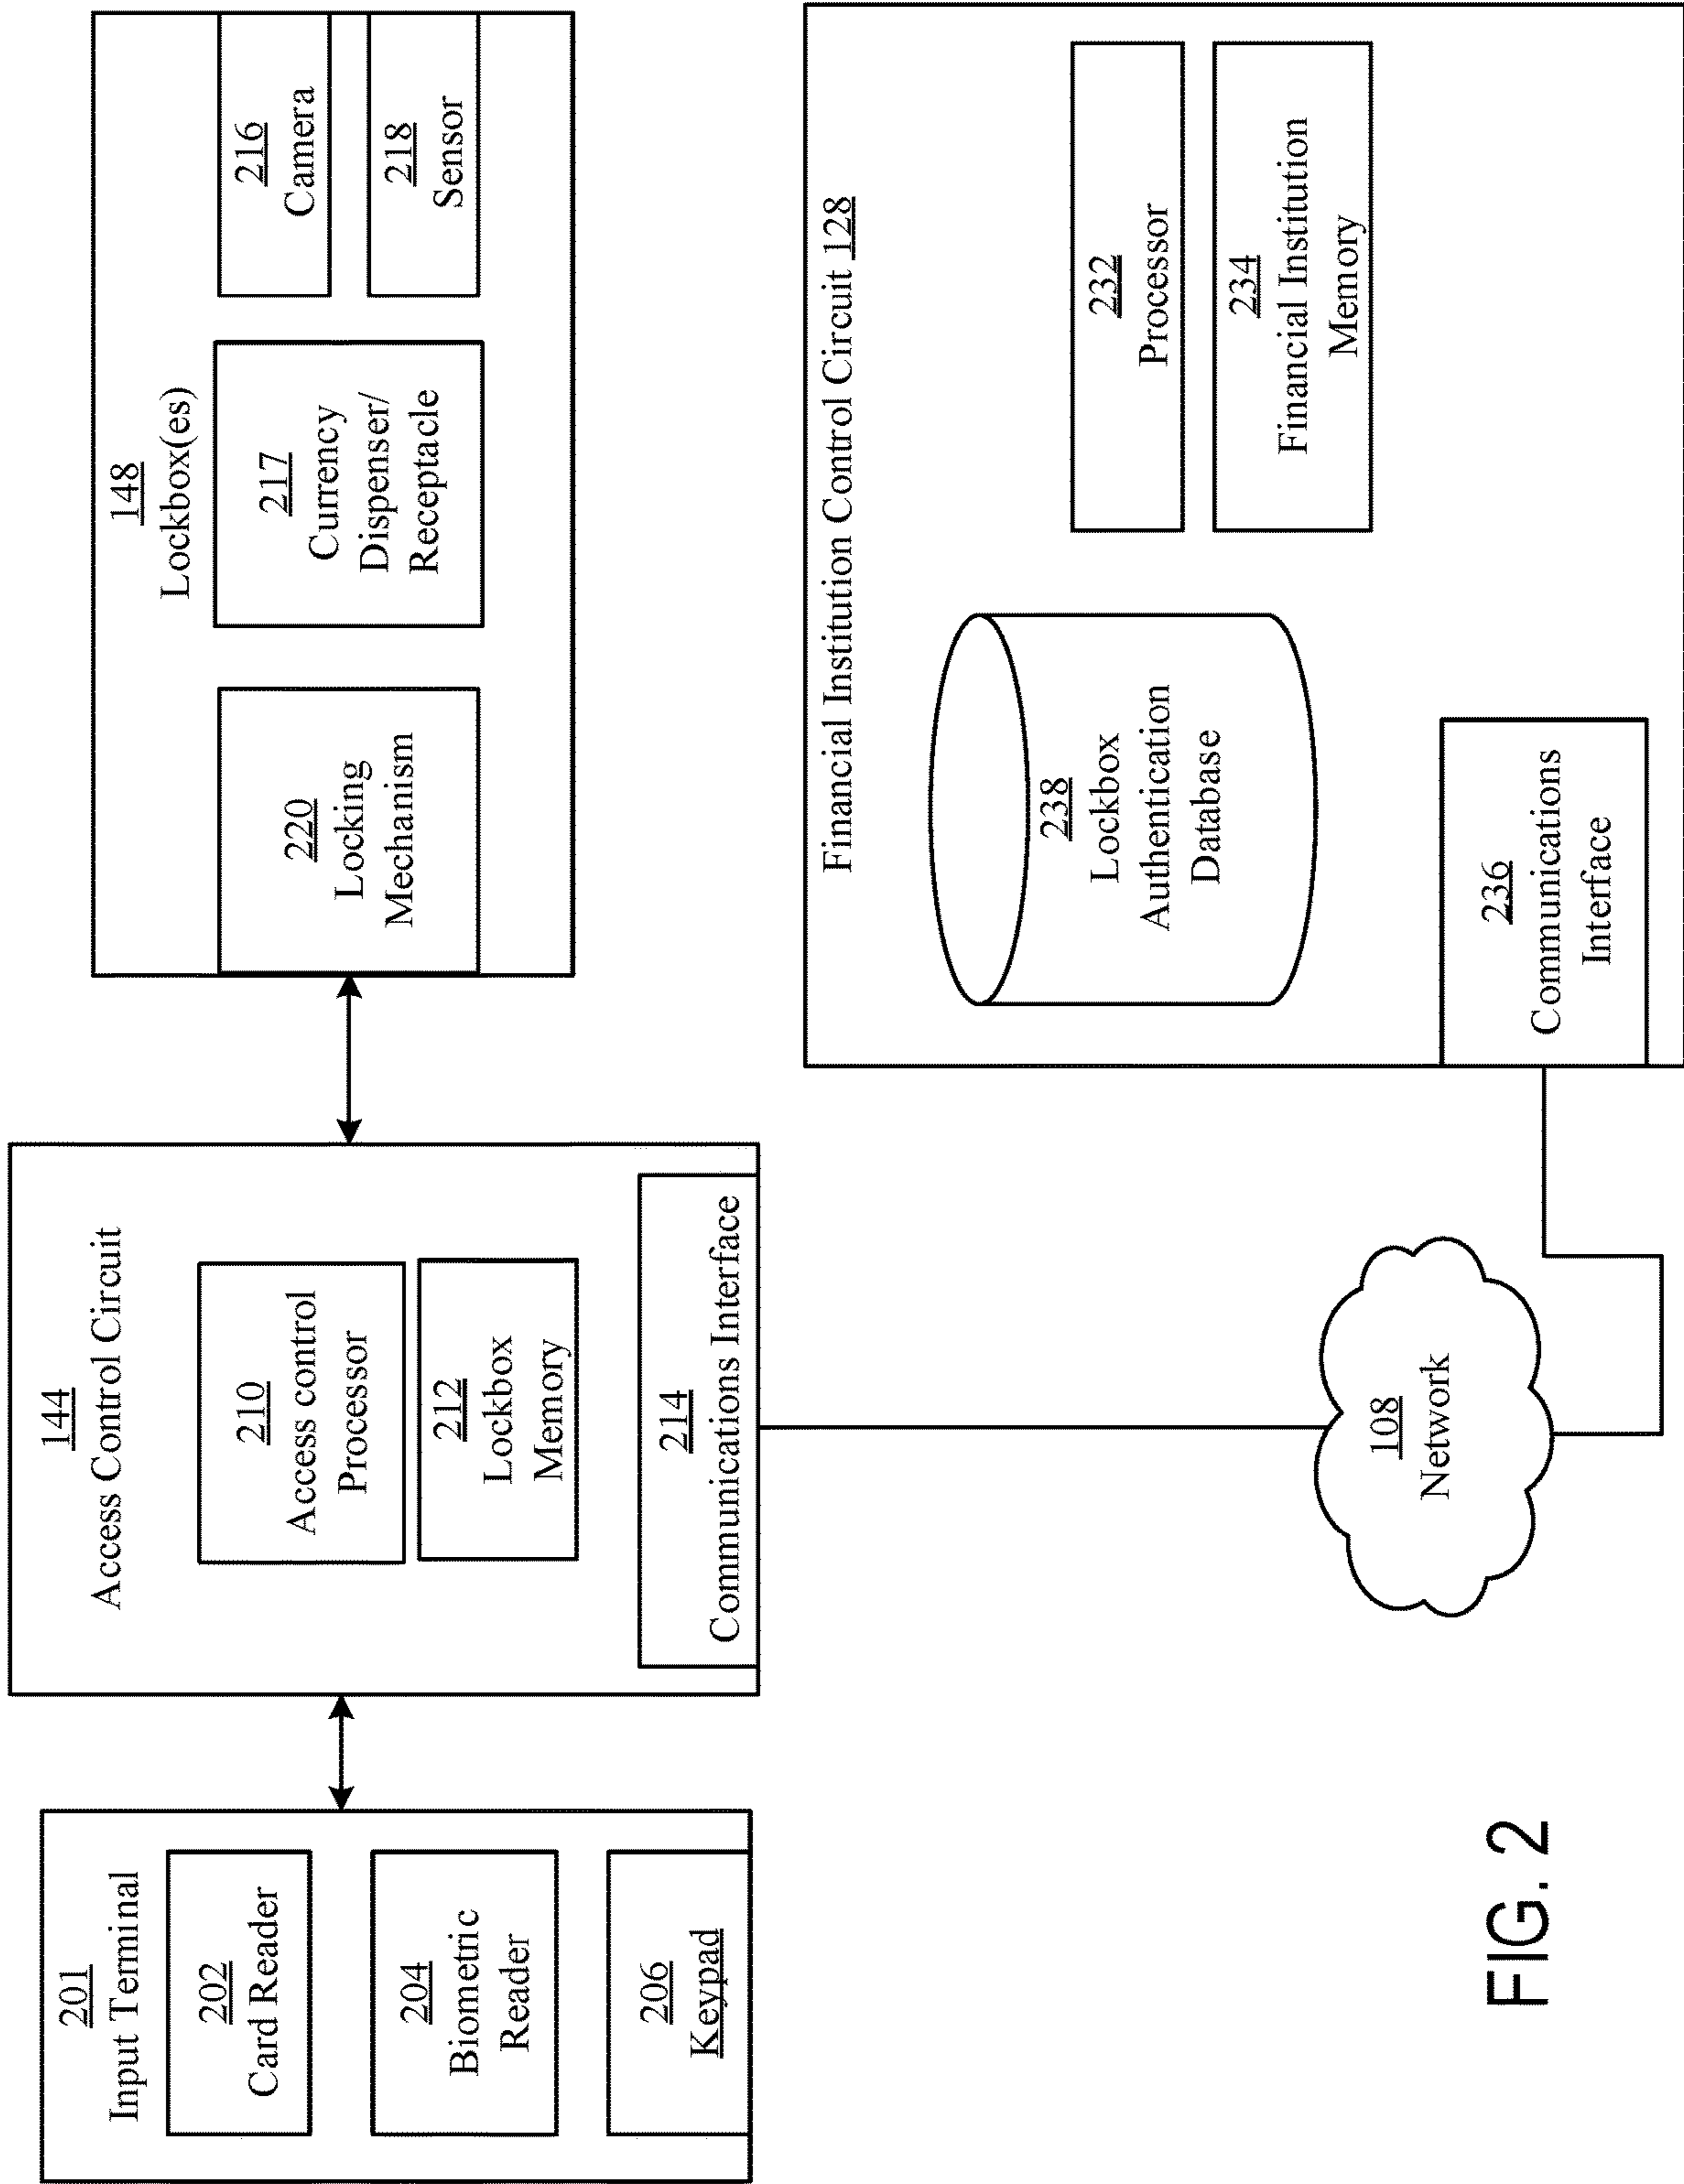 201
Input Terminal
202
Card Reader
204
Biometric
Reader
206
Keypad
144
Access Control Circuit
210
Access control
Processor
212
Lockbox
Memory
214
Communications Interface
148
Lockbox(es)
220
Locking
Mechanism
217
Currency
Dispenser/
Receptacle
216
Camera
218
Sensor
108
Network
Financial Institution Control Circuit 128
238
Lockbox
Authentication
Database
232
Processor
234
Financial Institution
Memory
236
Communications
Interface
FIG. 2